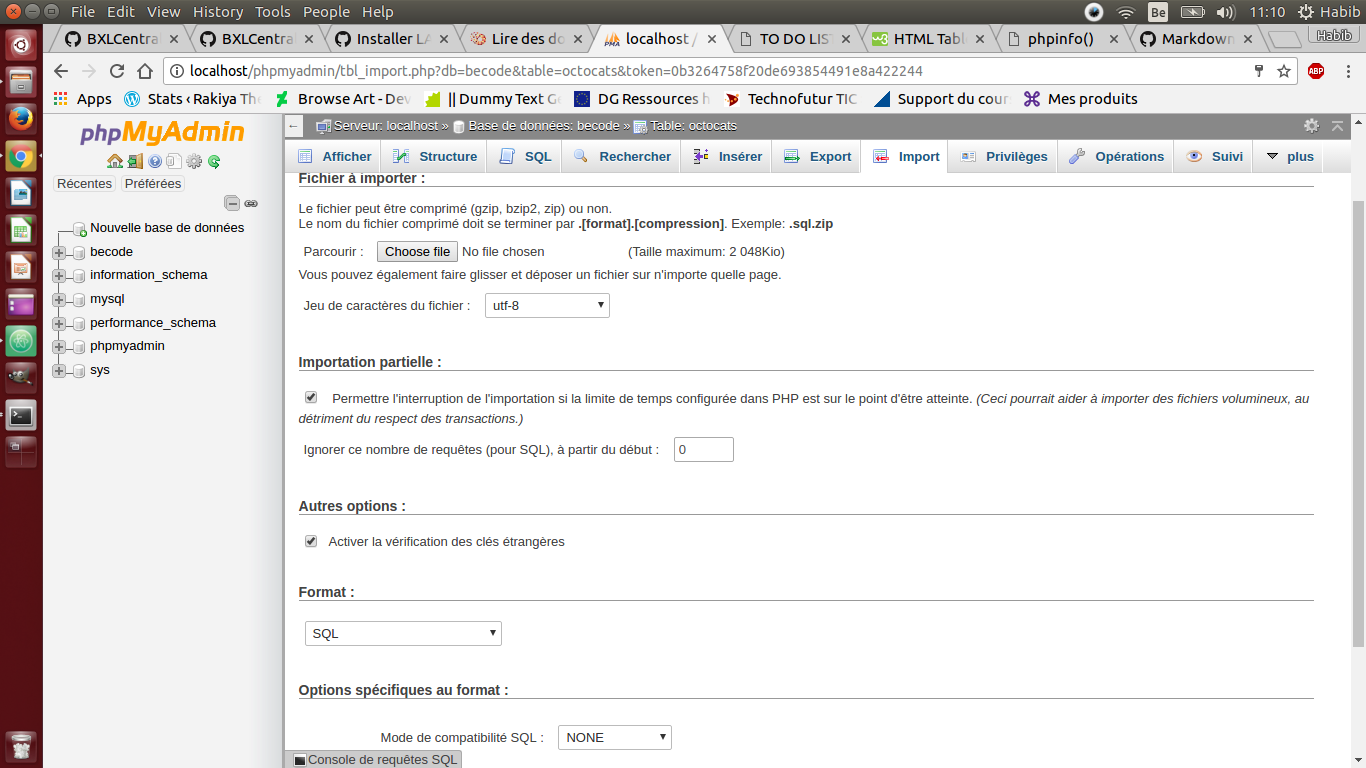 File Edit View History Tools People Help
Be
11:10
Habib
BXLCentra
BXLCentra
Installer LA
Lire des do
localhost /
TO DO LIS
HTML Tabl
phpinfo()
Markdown
Habib
localhost/phpmyadmin/tbl_import.php?db=becode&table=octocats&token=0b3264758f20de693854491e8a422244
ABP
Apps
Stats ‹ Rakiya The
Browse Art - Dev
|| Dummy Text Ge
DG Ressources h
Technofutur TIC
Support du cour
Mes produits
phpMyAdmin
Récentes Préférées
Nouvelle base de données
becode
information_schema
mysql
performance_schema
phpmyadmin
sys
Serveur: localhost » Base de données: becode » Table: octocats
Afficher Structure SQL Rechercher Insérer Export Import Privilèges Opérations Suivi plus
Fichier à importer :
Le fichier peut être comprimé (gzip, bzip2, zip) ou non.
Le nom du fichier comprimé doit se terminer par .[format].[compression]. Exemple: .sql.zip
Parcourir : Choose file No file chosen (Taille maximum: 2 048Kio)
Vous pouvez également faire glisser et déposer un fichier sur n'importe quelle page.
Jeu de caractères du fichier : utf-8
Importation partielle :
Permettre l'interruption de l'importation si la limite de temps configurée dans PHP est sur le point d'être atteinte. (Ceci pourrait aider à importer des fichiers volumineux, au
détriment du respect des transactions.)
Ignorer ce nombre de requêtes (pour SQL), à partir du début : 0
Autres options :
Activer la vérification des clés étrangères
Format :
SQL
Options spécifiques au format :
Mode de compatibilité SQL : NONE
Console de requêtes SQL